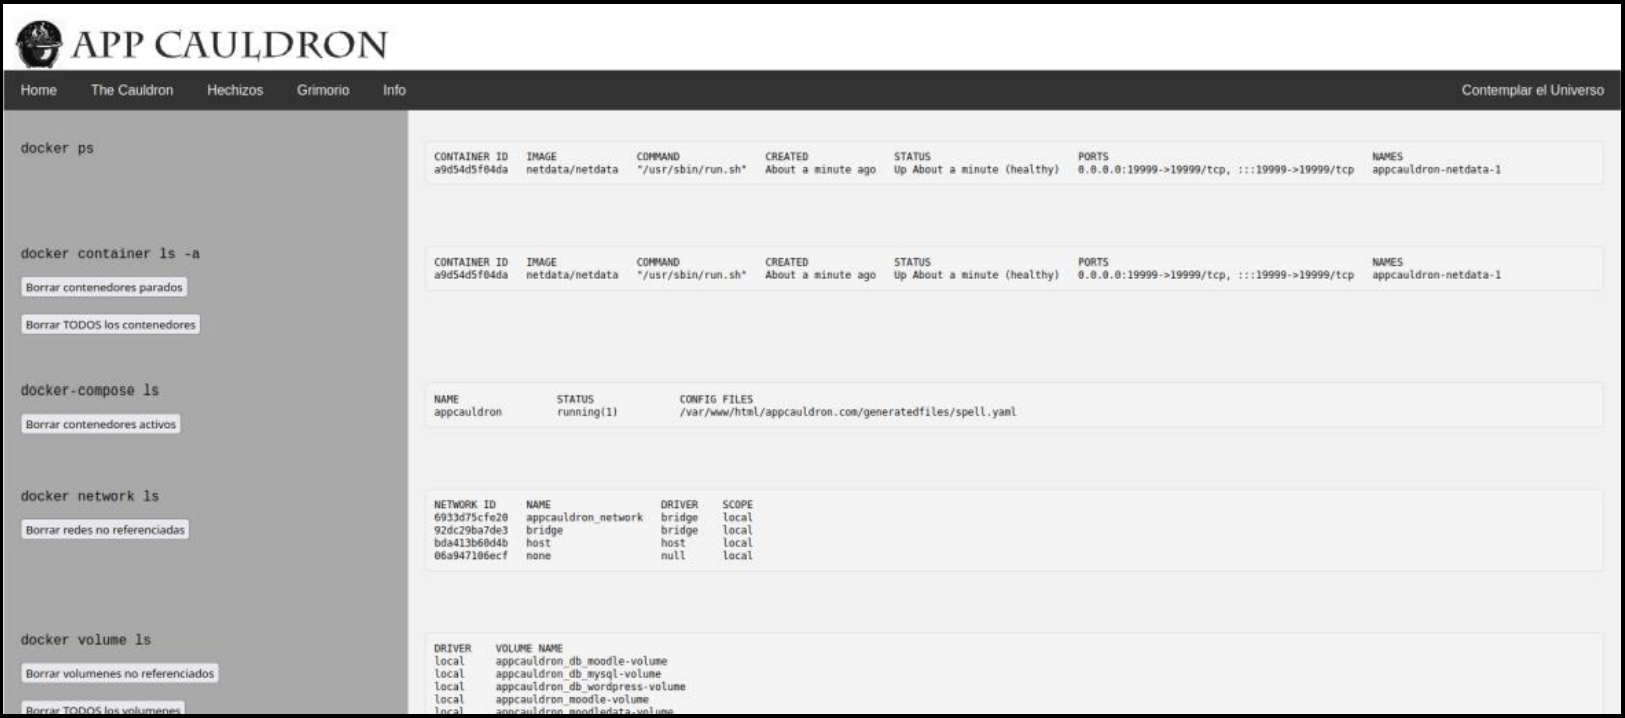 APP CAULDRON
Home The Cauldron Hechizos Grimorio Info Contemplar el Universo
docker ps
CONTAINER ID IMAGE COMMAND CREATED STATUS PORTS NAMES
a9d54d5f04da netdata/netdata "/usr/sbin/run.sh" About a minute ago Up About a minute (healthy) 0.0.0.0:19999->19999/tcp, :::19999->19999/tcp appcauldron-netdata-1
docker container ls -a
Borrar contenedores parados
Borrar TODOS los contenedores
CONTAINER ID IMAGE COMMAND CREATED STATUS PORTS NAMES
a9d54d5f04da netdata/netdata "/usr/sbin/run.sh" About a minute ago Up About a minute (healthy) 0.0.0.0:19999->19999/tcp, :::19999->19999/tcp appcauldron-netdata-1
docker-compose ls
Borrar contenedores activos
NAME STATUS CONFIG FILES
appcauldron running(1) /var/www/html/appcauldron.com/generatedfiles/spell.yaml
docker network ls
Borrar redes no referenciadas
NETWORK ID NAME DRIVER SCOPE
6933d75cfe20 appcauldron_network bridge local
92dc29ba7de3 bridge bridge local
bda413b60d4b host host local
06a947106ecf none null local
docker volume ls
Borrar volumenes no referenciados
Borrar TODOS los volumenes
DRIVER VOLUME NAME
local appcauldron_db_moodle-volume
local appcauldron_db_mysql-volume
local appcauldron_db_wordpress-volume
local appcauldron_moodle-volume
local appcauldron_moodledata-volume